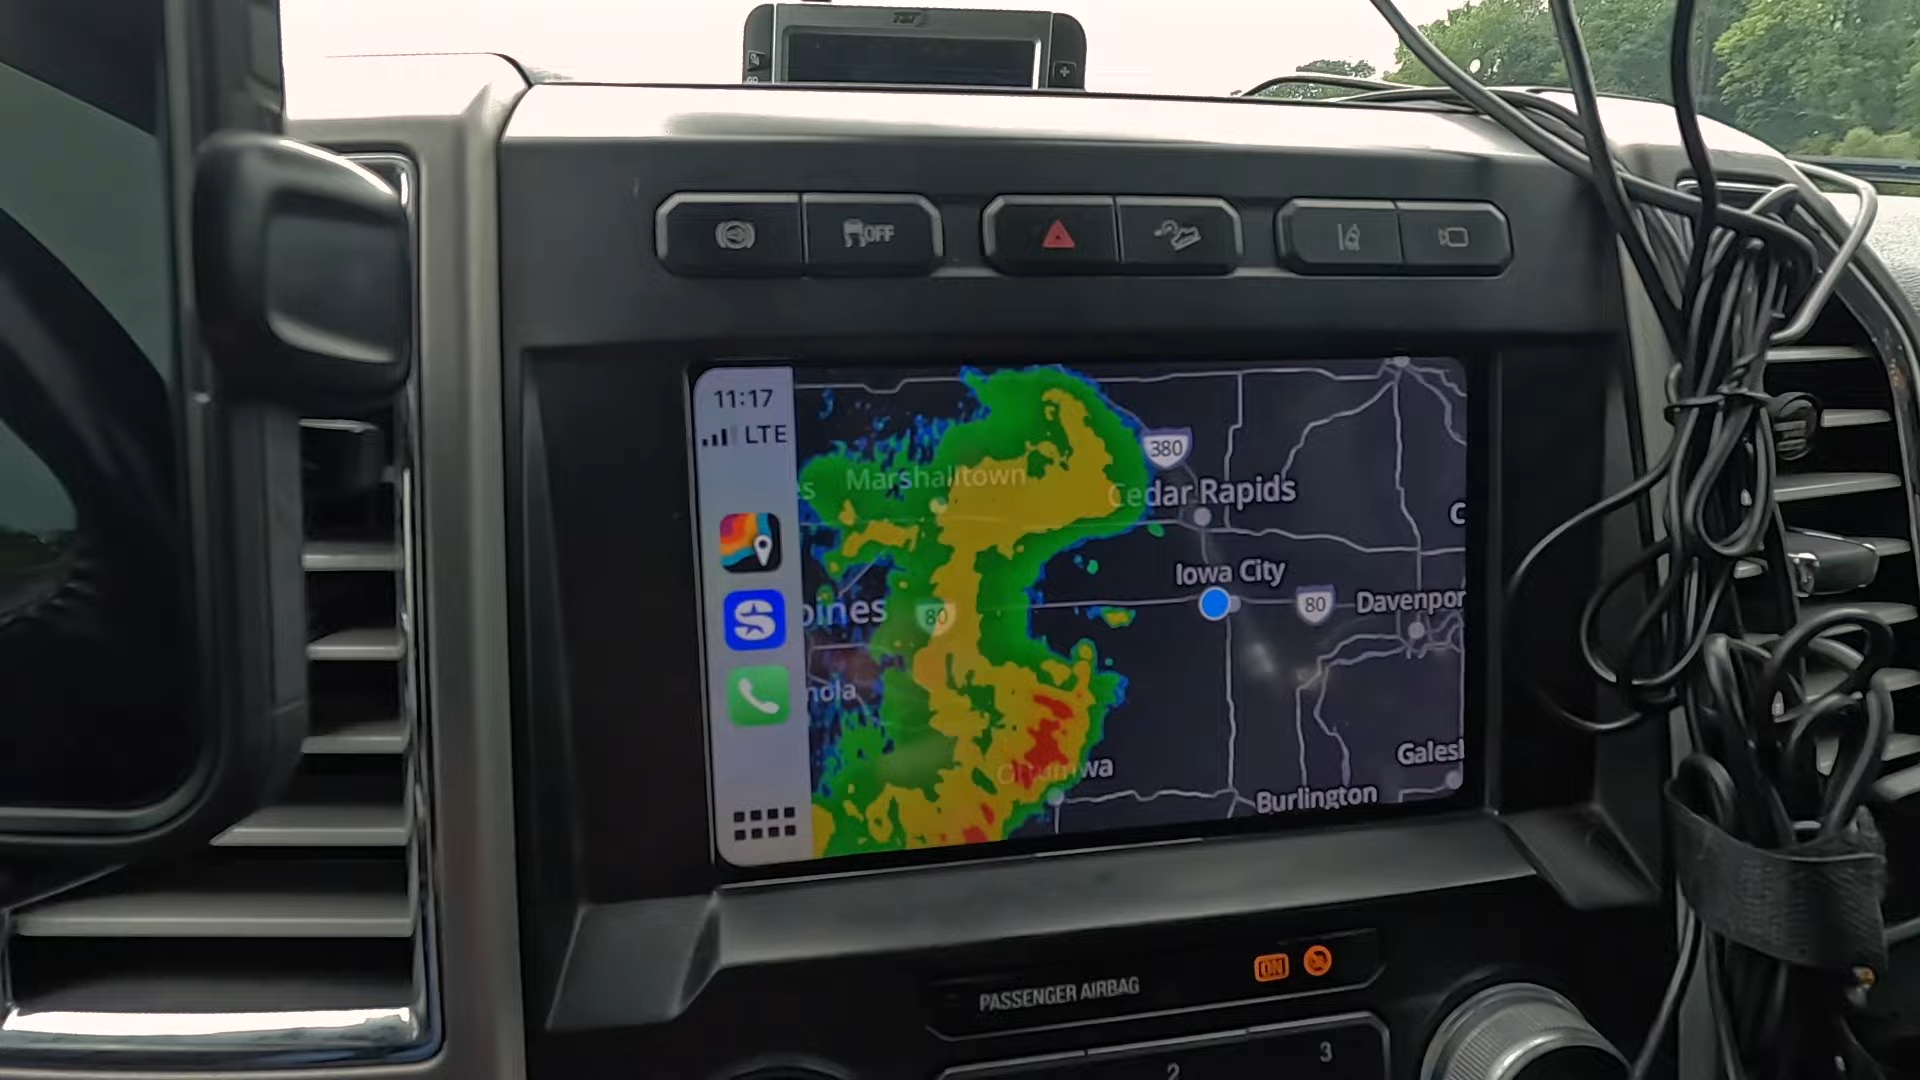 OFF
11:17
LTE
380
Marshalltown
Cedar Rapids
Iowa City
80
80
Davenpor
Galesb
Burlington
PASSENGER AIRBAG
ON
2
3